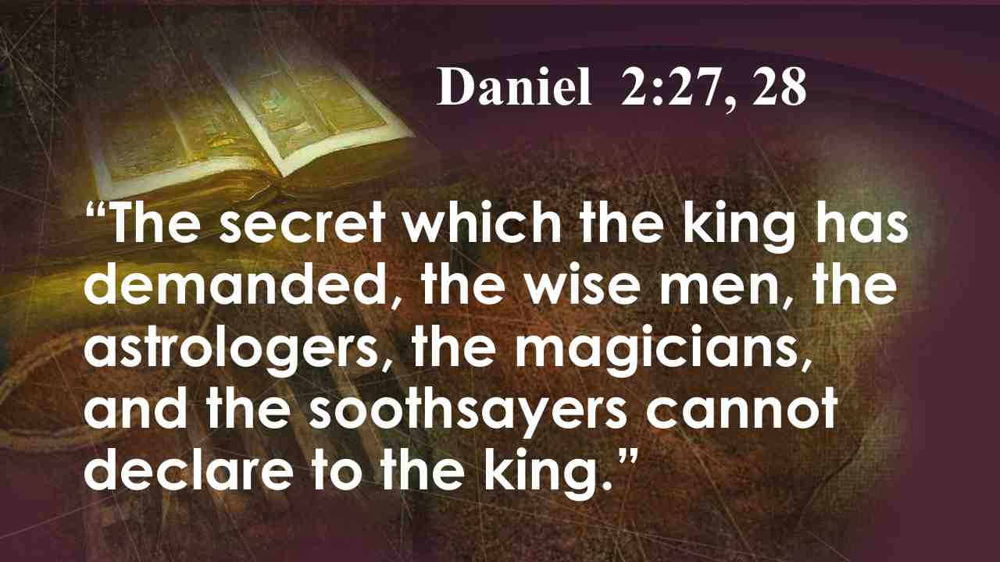 Daniel  2:27, 28
“The secret which the king has
demanded, the wise men, the
astrologers, the magicians,
and the soothsayers cannot
declare to the king.”